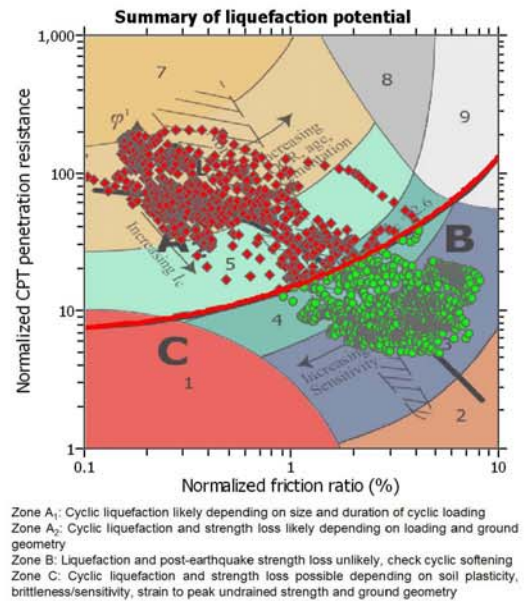 Summary of liquefaction potential
Normalized CPT penetration resistance
1,000
100
10
1
7
8
9
φ'
Increasing
, age,
2.6
A
B
Increasing Ic
5
4
C
1
Increasing
Sensitivity
2
0.1
1
10
Normalized friction ratio (%)
Zone A₁: Cyclic liquefaction likely depending on size and duration of cyclic loading
Zone A₂: Cyclic liquefaction and strength loss likely depending on loading and ground
geometry
Zone B: Liquefaction and post-earthquake strength loss unlikely, check cyclic softening
Zone C: Cyclic liquefaction and strength loss possible depending on soil plasticity,
brittleness/sensitivity, strain to peak undrained strength and ground geometry